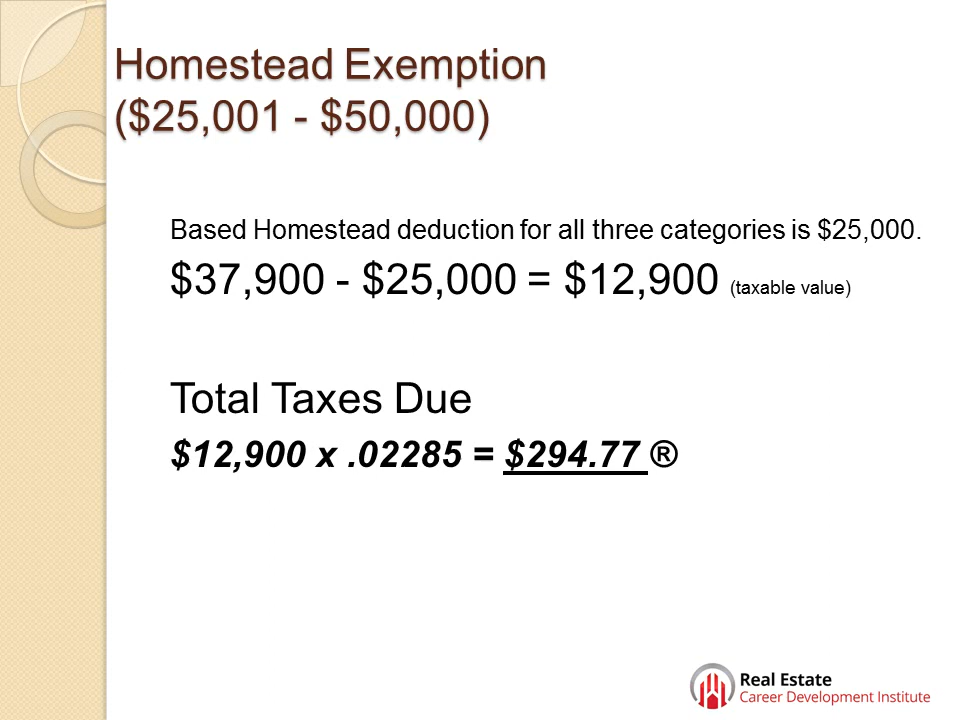 Homestead Exemption
($25,001 - $50,000)
Based Homestead deduction for all three categories is $25,000.
$37,900 - $25,000 = $12,900 (taxable value)
Total Taxes Due
$12,900 x .02285 = $294.77 ®
Real Estate
Career Development Institute